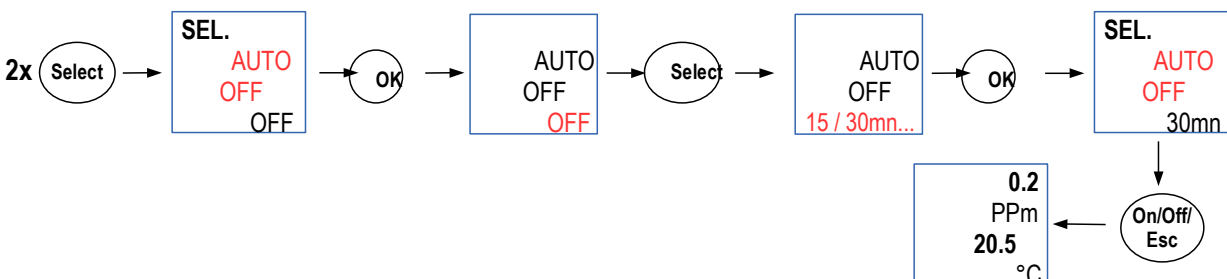 2x
Select
SEL.
AUTO
OFF
OFF
OK
AUTO
OFF
OFF
Select
AUTO
OFF
15 / 30mn...
OK
SEL.
AUTO
OFF
30mn
On/Off/
Esc
0.2
PPm
20.5
°C